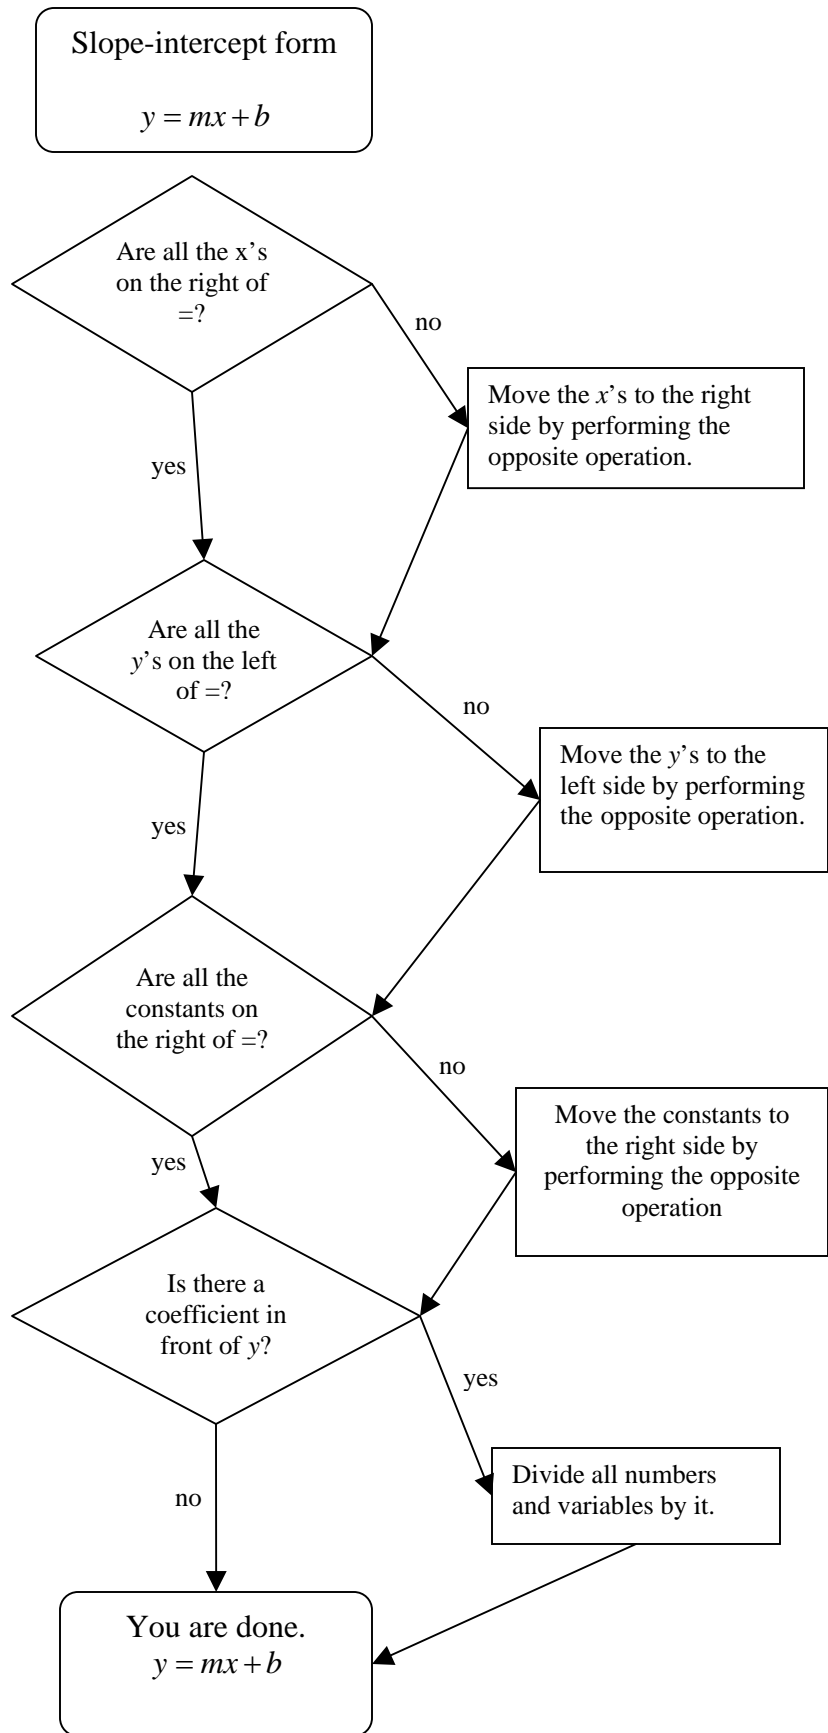 Slope-intercept form
y = mx + b
Are all the x’s
on the right of
=?
no
Move the x’s to the right
side by performing the
opposite operation.
yes
Are all the
y’s on the left
of =?
no
Move the y’s to the
left side by performing
the opposite operation.
yes
Are all the
constants on
the right of =?
no
Move the constants to
the right side by
performing the opposite
operation
yes
Is there a
coefficient in
front of y?
yes
Divide all numbers
and variables by it.
no
You are done.
y = mx + b